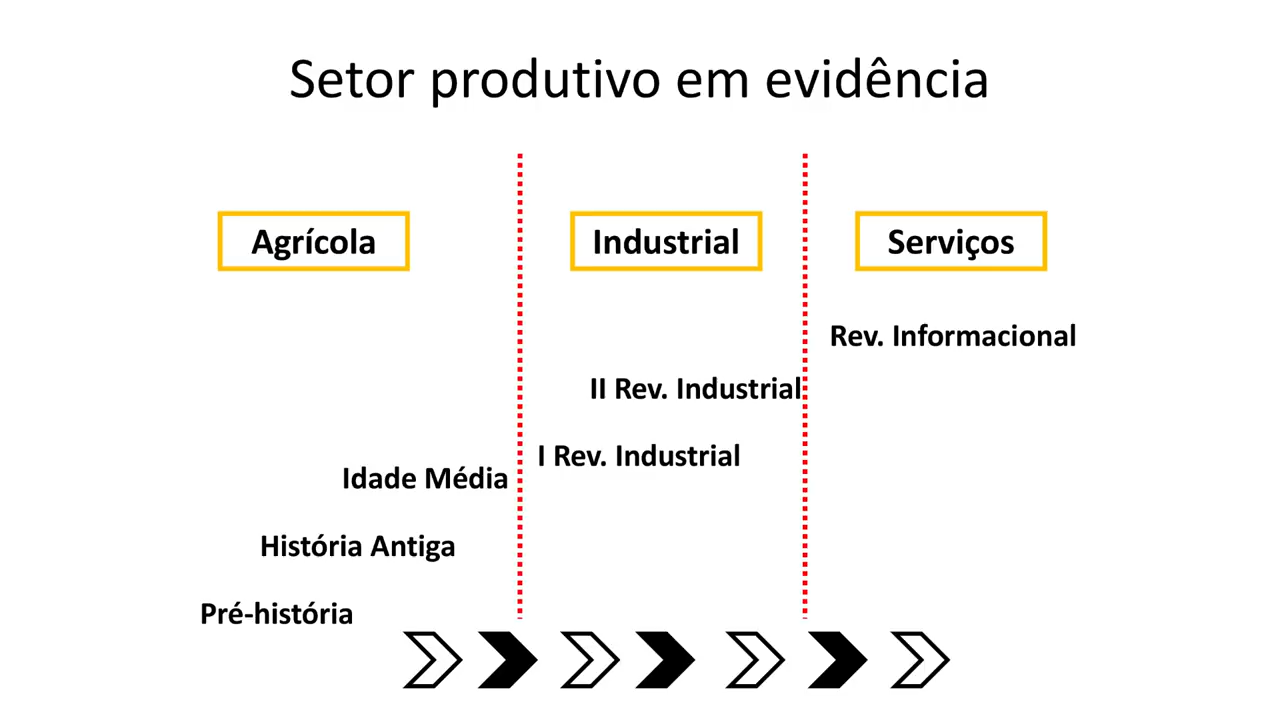 Setor produtivo em evidência
Agrícola
Industrial
Serviços
Rev. Informacional
II Rev. Industrial
I Rev. Industrial
Idade Média
História Antiga
Pré-história